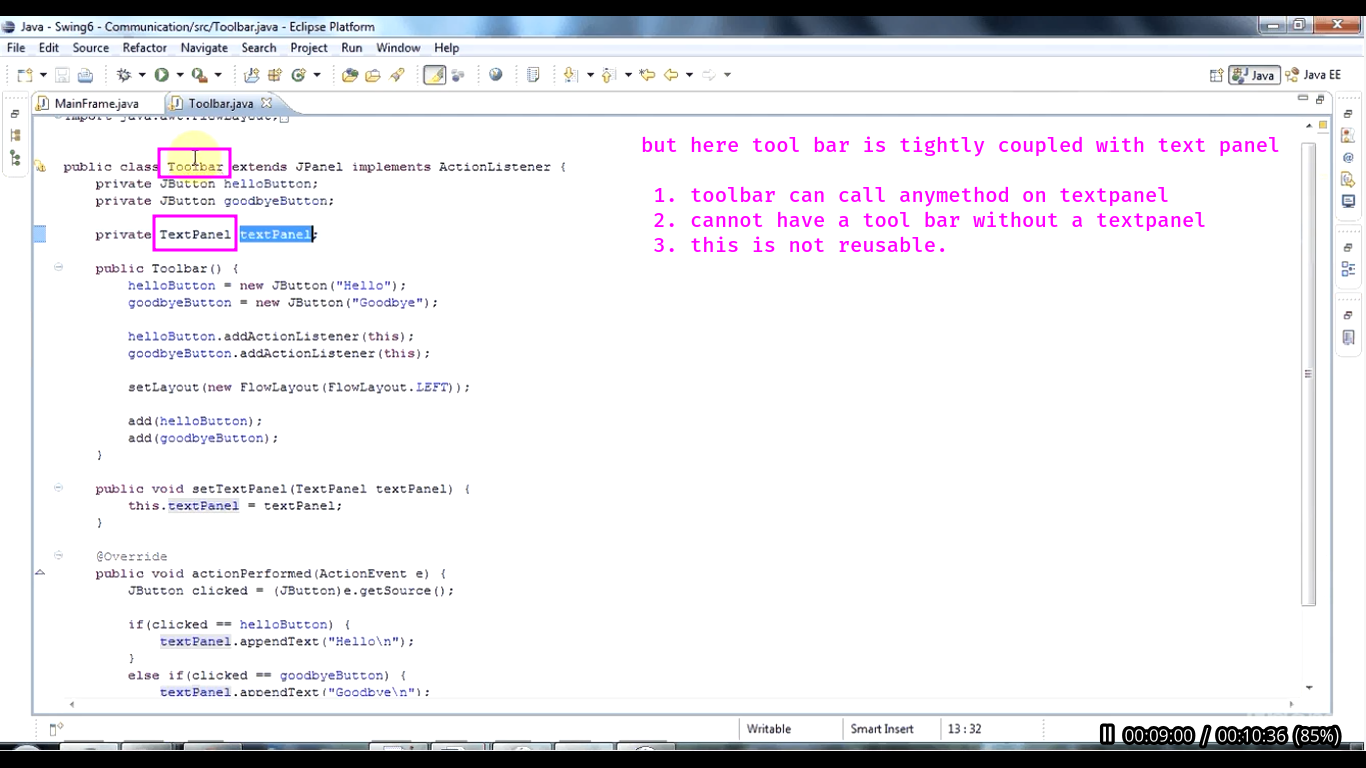 Java - Swing6 - Communication/src/Toolbar.java - Eclipse Platform
File Edit Source Refactor Navigate Search Project Run Window Help
Java Java EE
MainFrame.java Toolbar.java
import java.awt.FlowLayout;
public class Toolbar extends JPanel implements ActionListener {
private JButton helloButton;
private JButton goodbyeButton;
private TextPanel textPanel;
public Toolbar() {
helloButton = new JButton("Hello");
goodbyeButton = new JButton("Goodbye");
helloButton.addActionListener(this);
goodbyeButton.addActionListener(this);
setLayout(new FlowLayout(FlowLayout.LEFT));
add(helloButton);
add(goodbyeButton);
}
public void setTextPanel(TextPanel textPanel) {
this.textPanel = textPanel;
}
@Override
public void actionPerformed(ActionEvent e) {
JButton clicked = (JButton)e.getSource();
if(clicked == helloButton) {
textPanel.appendText("Hello\n");
}
else if(clicked == goodbyeButton) {
textPanel.appendText("Goodbye\n");
but here tool bar is tightly coupled with text panel
1. toolbar can call anymethod on textpanel
2. cannot have a tool bar without a textpanel
3. this is not reusable.
Writable Smart Insert 13 : 32
00:09:00 / 00:10:36 (85%)